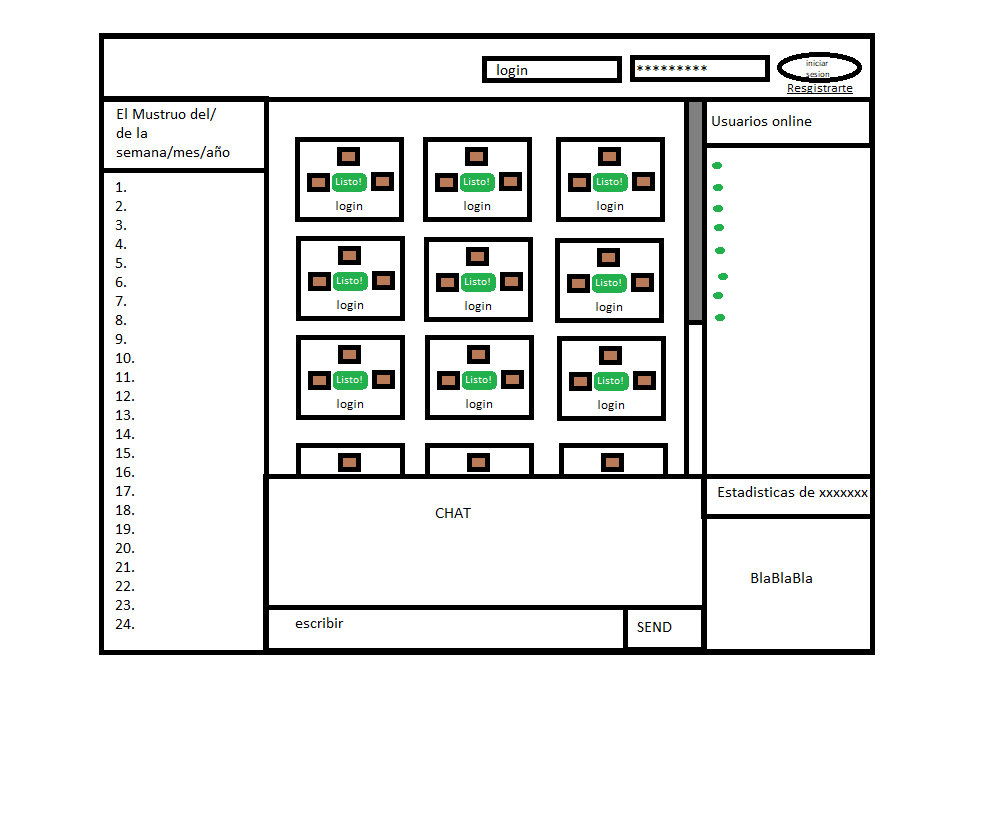 login
*********
iniciar
sesion
Resgistrarte
El Mustruo del/
de la
semana/mes/año
1.
2.
3.
4.
5.
6.
7.
8.
9.
10.
11.
12.
13.
14.
15.
16.
17.
18.
19.
20.
21.
22.
23.
24.
Listo!
login
Listo!
login
Listo!
login
Listo!
login
Listo!
login
Listo!
login
Listo!
login
Listo!
login
Listo!
login
Usuarios online
CHAT
escribir
SEND
Estadisticas de xxxxxxx
BlaBlaBla